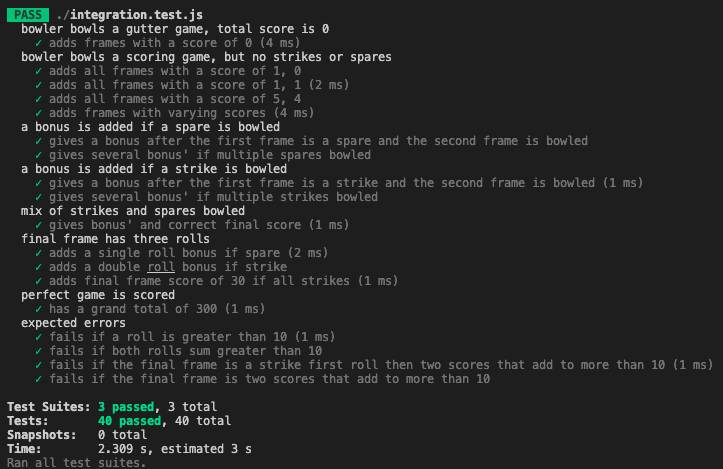 PASS ./integration.test.js
bowler bowls a gutter game, total score is 0
✓ adds frames with a score of 0 (4 ms)
bowler bowls a scoring game, but no strikes or spares
✓ adds all frames with a score of 1, 0
✓ adds all frames with a score of 1, 1 (2 ms)
✓ adds all frames with a score of 5, 4
✓ adds frames with varying scores (4 ms)
a bonus is added if a spare is bowled
✓ gives a bonus after the first frame is a spare and the second frame is bowled
✓ gives several bonus' if multiple spares bowled
a bonus is added if a strike is bowled
✓ gives a bonus after the first frame is a strike and the second frame is bowled (1 ms)
✓ gives several bonus' if multiple strikes bowled
mix of strikes and spares bowled
✓ gives bonus' and correct final score (1 ms)
final frame has three rolls
✓ adds a single roll bonus if spare (2 ms)
✓ adds a double roll bonus if strike
✓ adds final frame score of 30 if all strikes (1 ms)
perfect game is scored
✓ has a grand total of 300 (1 ms)
expected errors
✓ fails if a roll is greater than 10 (1 ms)
✓ fails if both rolls sum greater than 10
✓ fails if the final frame is a strike first roll then two scores that add to more than 10 (1 ms)
✓ fails if the final frame is two scores that add to more than 10
Test Suites: 3 passed, 3 total
Tests: 40 passed, 40 total
Snapshots: 0 total
Time: 2.309 s, estimated 3 s
Ran all test suites.